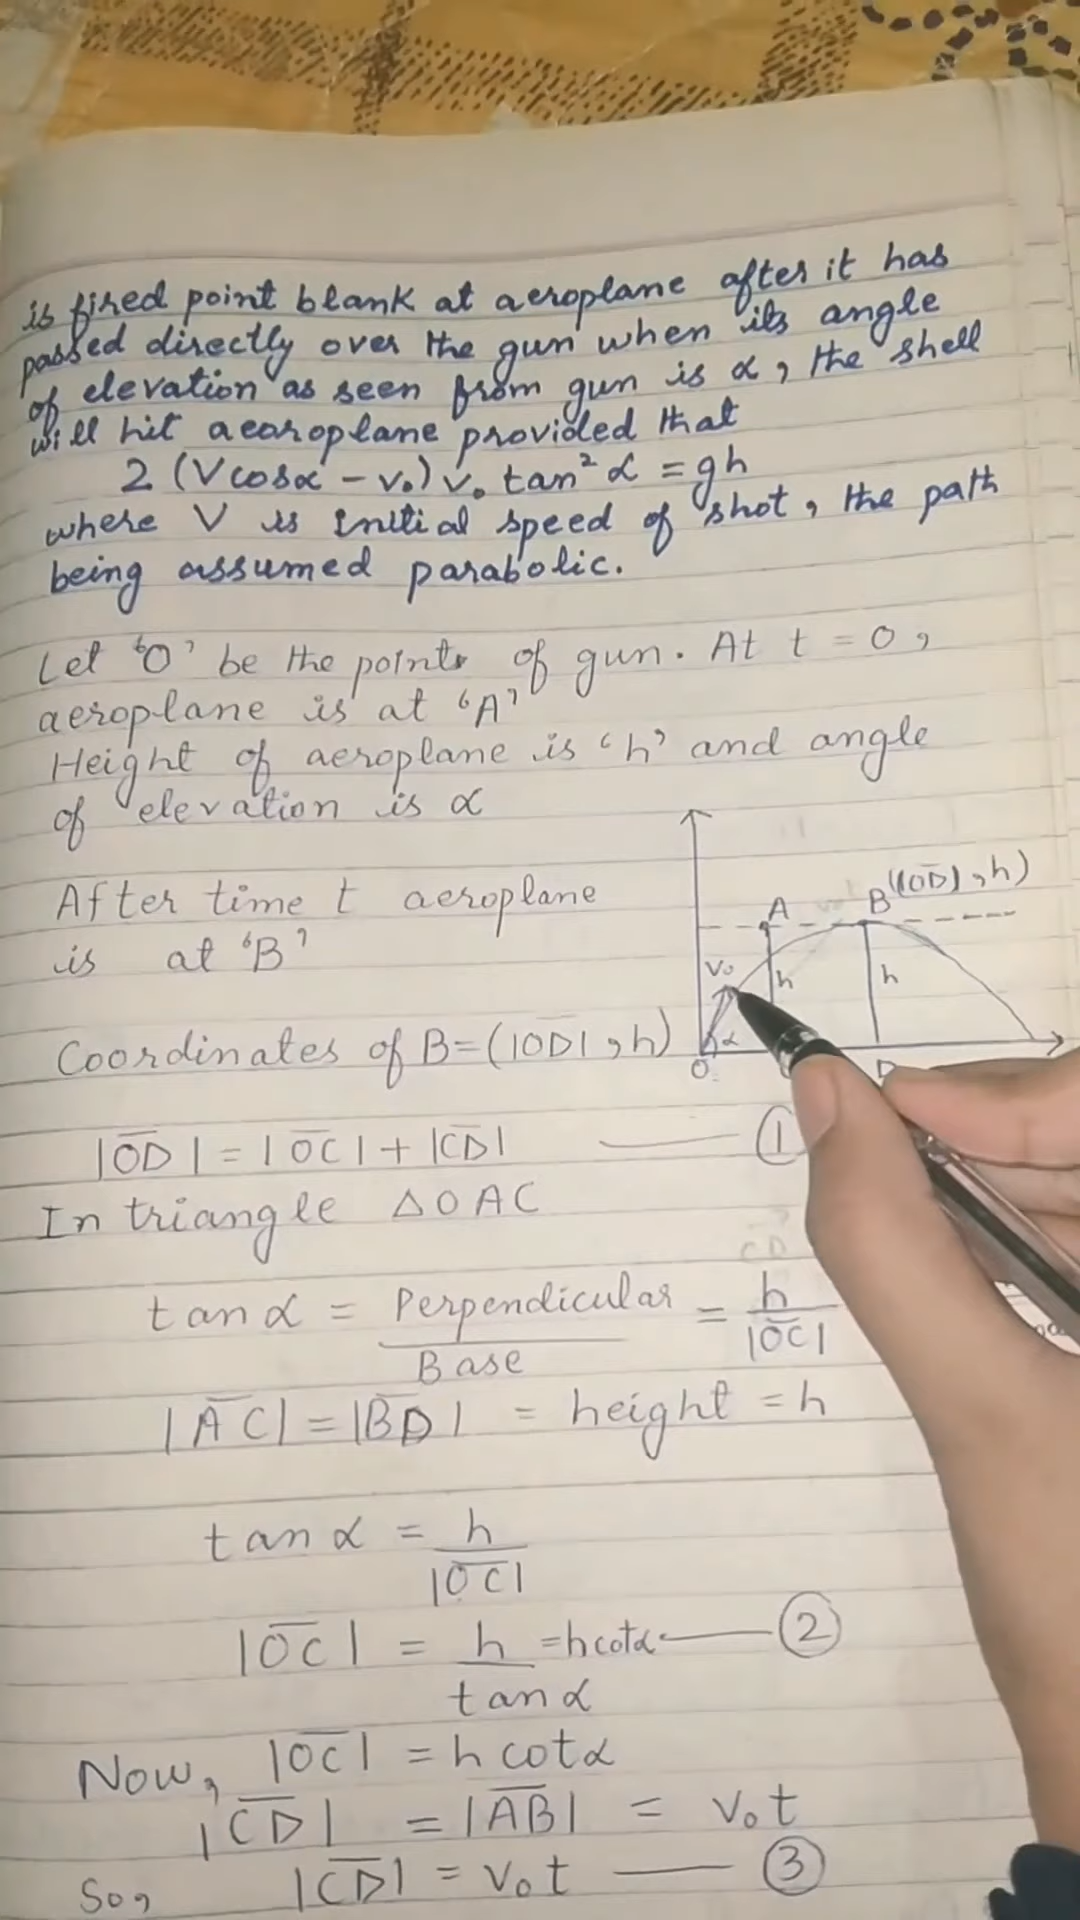 is fired point blank at aeroplane after it has
passed directly over the gun when its angle
of elevation as seen from gun is α, the shell
will hit aearoplane provided that
2 (V cosα - v₀) v₀ tan² α = gh
where V is initial speed of shot, the path
being assumed parabolic.
Let 'O' be the points of gun. At t = 0,
aeroplane is at 'A'
Height of aeroplane is 'h' and angle
of elevation is α
After time t aeroplane
is at 'B'
A B (|OD|, h)
v₀ h h
α
O D
Coordinates of B = (|OD|, h)
|OD| = |OC| + |CD| ① 
In triangle ΔOAC
tan α = Perpendicular / Base = h / |OC|
|AC| = |BD| = height = h
tan α = h / |OC|
|OC| = h / tan α = h cotα ②
Now, |OC| = h cotα
|CD| = |AB| = v₀t
So, |CD| = v₀t ③